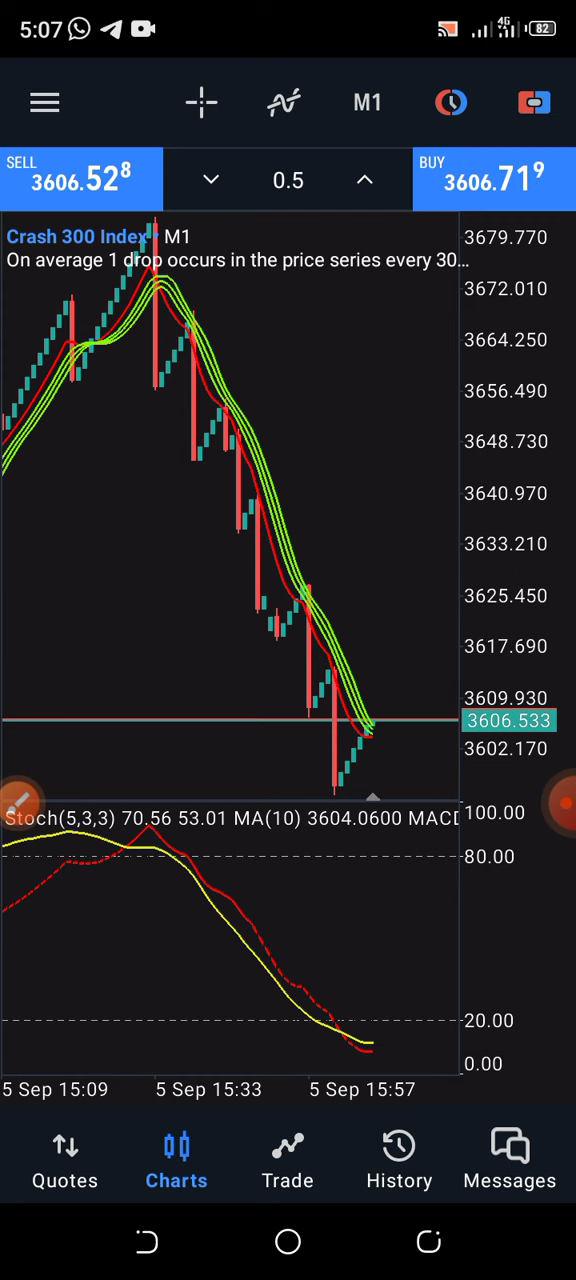 5:07 4G 82
M1
SELL 3606.52⁸ 0.5 BUY 3606.71⁹
Crash 300 Index M1
On average 1 drop occurs in the price series every 30...
3679.770
3672.010
3664.250
3656.490
3648.730
3640.970
3633.210
3625.450
3617.690
3609.930
3606.533
3602.170
Stoch(5,3,3) 70.56 53.01 MA(10) 3604.0600 MACD
100.00
80.00
20.00
0.00
5 Sep 15:09 5 Sep 15:33 5 Sep 15:57
Quotes Charts Trade History Messages